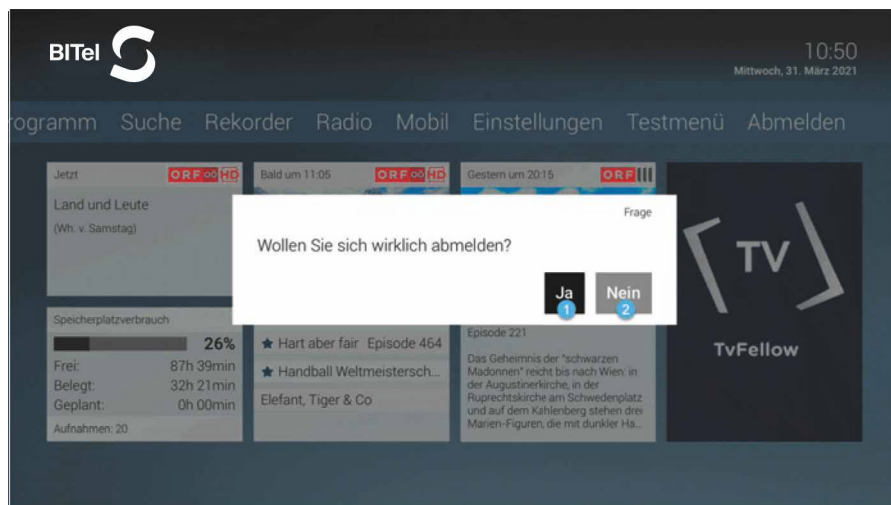 BITel
10:50
Mittwoch, 31. März 2021
rogramm Suche Rekorder Radio Mobil Einstellungen Testmenü Abmelden
Jetzt ORF OÖ HD
Land und Leute
(Wh. v. Samstag)
Bald um 11:05 ORF OÖ HD
Gestern um 20:15 ORF III
Frage
Wollen Sie sich wirklich abmelden?
Ja
1
Nein
2
Speicherplatzverbrauch
26%
Frei: 87h 39min
Belegt: 32h 21min
Geplant: 0h 00min
Aufnahmen: 20
★ Hart aber fair Episode 464
★ Handball Weltmeistersch...
Elefant, Tiger & Co
Episode 221
Das Geheimnis der "schwarzen
Madonnen" reicht bis nach Wien: in
der Augustinerkirche, in der
Ruprechtskirche am Schwedenplatz
und auf dem Kahlenberg stehen drei
Marien-Figuren, die mit dunkler Ha...
TV
TvFellow